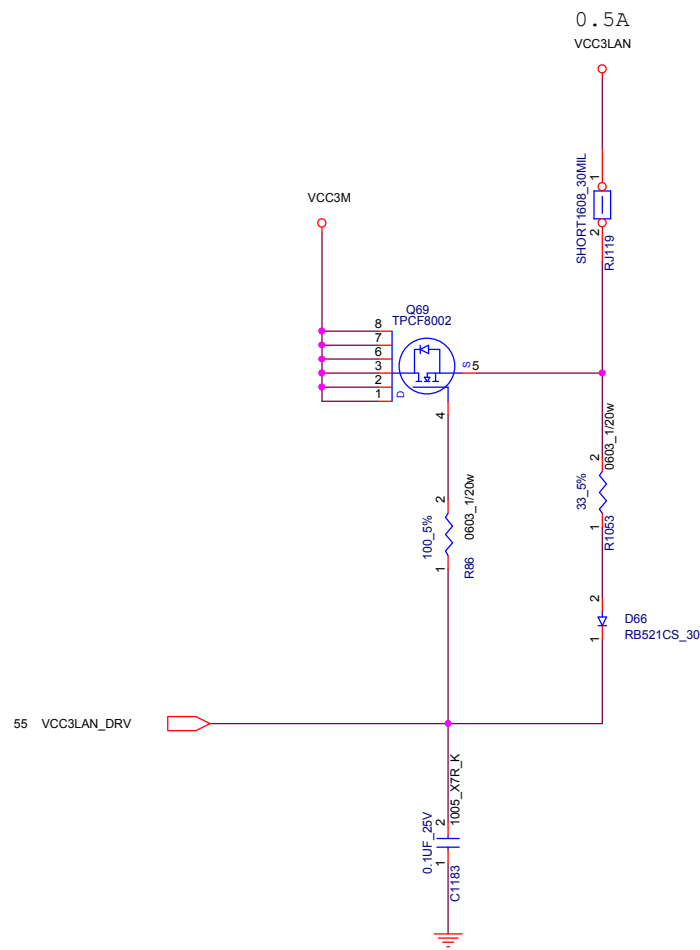 0.5A
VCC3LAN
SHORT1608_30MIL
1
2
RJ119
VCC3M
Q69
TPCF8002
8
7
6
3
2
1
D
S
5
4
2
0603_1/20w
100_5%
1
R86
2
0603_1/20w
33_5%
1
R1053
2
D66
1
RB521CS_30
55 VCC3LAN_DRV
1005_X7R_K
2
0.1UF_25V
1
C1183